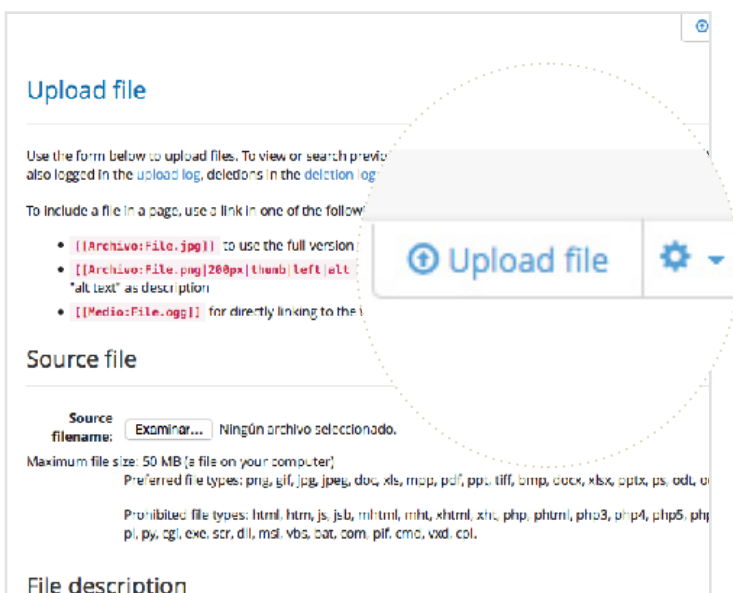 Upload file
Use the form below to upload files. To view or search previo
also logged in the upload log, deletions in the deletion log
To include a file in a page, use a link in one of the followi
[[Archivo:File.jpg]] to use the full version
[[Archivo:File.png|200px|thumb|left|alt
"alt text" as description
[[Medio:File.ogg]] for directly linking to the
Upload file
Source file
Source
filename: Examinar... Ningún archivo seleccionado.
Maximum file size: 50 MB (a file on your computer)
Preferred file types: png, gif, jpg, jpeg, doc, xls, mpp, pdf, ppt, tiff, bmp, docx, xlsx, pptx, ps, odt,
Prohibited file types: html, htm, js, jsb, mhtml, mht, xhtml, xht, php, phtml, php3, php4, php5,
pl, py, cgi, exe, scr, dll, msi, vbs, bat, com, pif, cmd, vxd, cpl.
File description